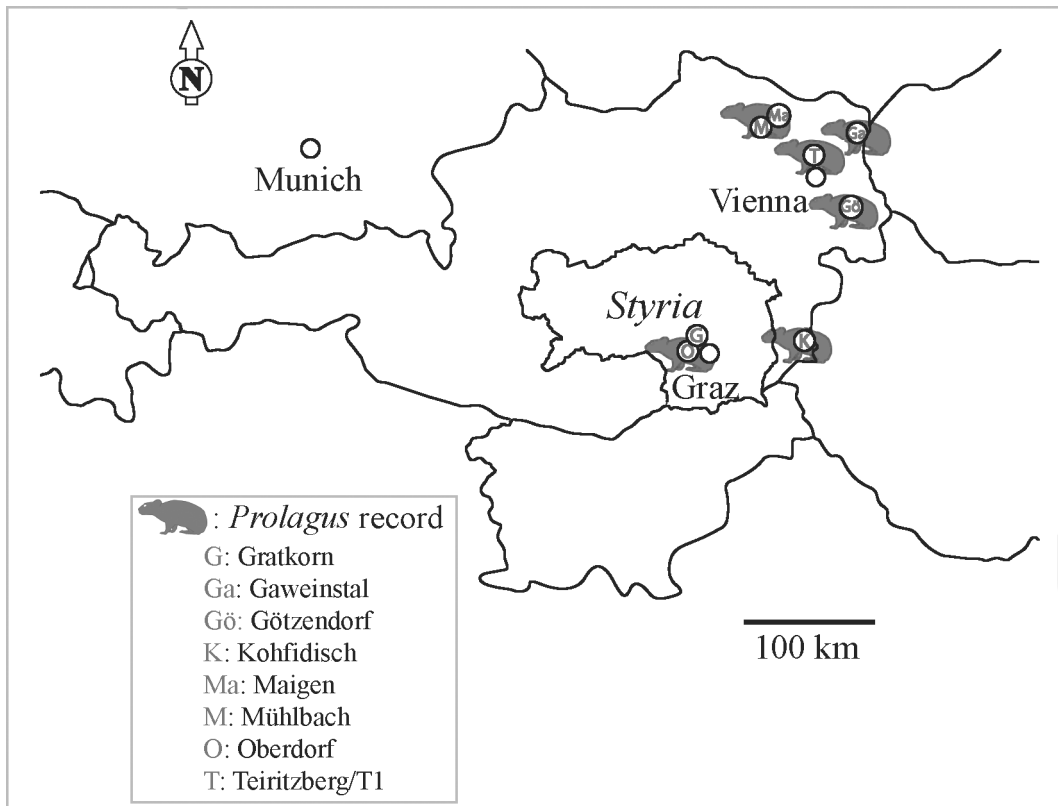 N
Munich
Ma
M
Ga
T
Vienna
Gö
Styria
G
O
K
Graz
: Prolagus record
G: Gratkorn
Ga: Gaweinstal
Gö: Götzendorf
K: Kohfidisch
Ma: Maigen
M: Mühlbach
O: Oberdorf
T: Teiritzberg/T1
100 km